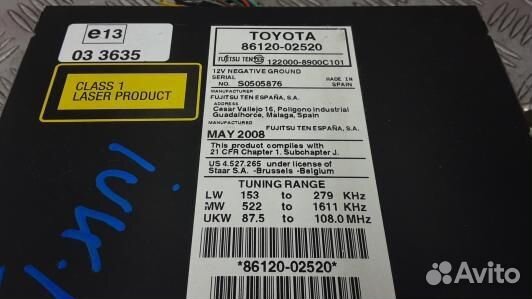 e13
03 3635
CLASS 1
LASER PRODUCT
TOYOTA
86120-02520
FUJITSU TEN 122000-8900C101
12V NEGATIVE GROUND
SERIAL NO. S0505876
MADE IN SPAIN
MANUFACTURER
FUJITSU TEN ESPAÑA, S.A.
ADDRESS
Cesar Vallejo 16, Poligono Industrial
Guadalhorce, Malaga, Spain
MANUFACTURED
FUJITSU TEN ESPAÑA, S.A.
MAY 2008
This product complies with
21 CFR Chapter 1. Subchapter J.
US 4.527.265 under license of
Staar S.A. -Brussels -Belgium
TUNING RANGE
LW 153 to 279 KHz
MW 522 to 1611 KHz
UKW 87.5 to 108.0 MHz
*86120-02520*
Avito